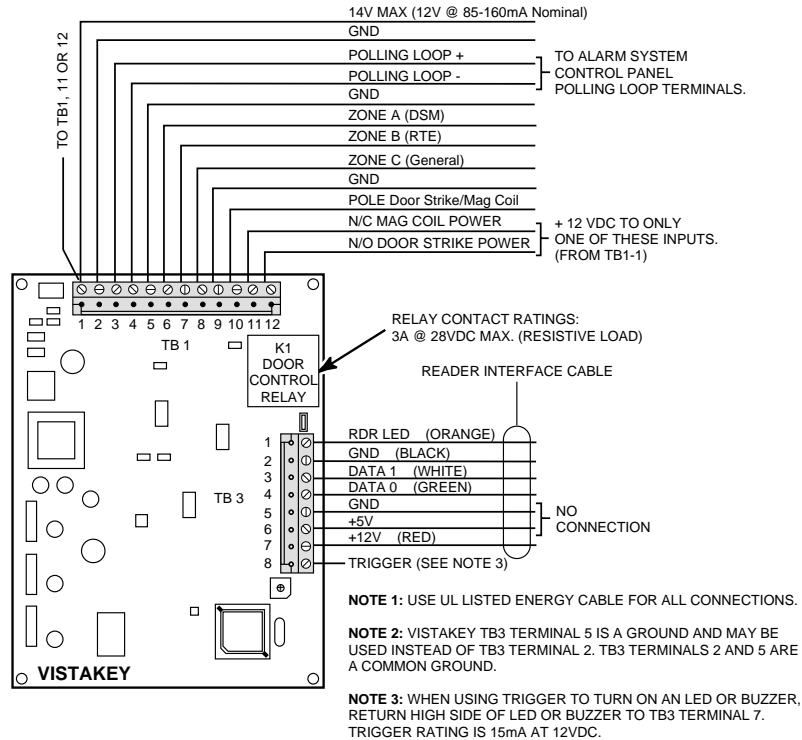 14V MAX (12V @ 85-160mA Nominal)
GND
POLLING LOOP +
POLLING LOOP -
TO ALARM SYSTEM
CONTROL PANEL
POLLING LOOP TERMINALS.
GND
ZONE A (DSM)
ZONE B (RTE)
ZONE C (General)
GND
POLE Door Strike/Mag Coil
N/C MAG COIL POWER
N/O DOOR STRIKE POWER
+ 12 VDC TO ONLY
ONE OF THESE INPUTS.
(FROM TB1-1)
TO TB1, 11 OR 12
1 2 3 4 5 6 7 8 9 10 11 12
TB 1
K1
DOOR
CONTROL
RELAY
RELAY CONTACT RATINGS:
3A @ 28VDC MAX. (RESISTIVE LOAD)
READER INTERFACE CABLE
TB 3
1 RDR LED (ORANGE)
2 GND (BLACK)
3 DATA 1 (WHITE)
4 DATA 0 (GREEN)
5 GND
6 +5V
7 +12V (RED)
8 TRIGGER (SEE NOTE 3)
NO
CONNECTION
VISTAKEY
NOTE 1: USE UL LISTED ENERGY CABLE FOR ALL CONNECTIONS.
NOTE 2: VISTAKEY TB3 TERMINAL 5 IS A GROUND AND MAY BE
USED INSTEAD OF TB3 TERMINAL 2. TB3 TERMINALS 2 AND 5 ARE
A COMMON GROUND.
NOTE 3: WHEN USING TRIGGER TO TURN ON AN LED OR BUZZER,
RETURN HIGH SIDE OF LED OR BUZZER TO TB3 TERMINAL 7.
TRIGGER RATING IS 15mA AT 12VDC.